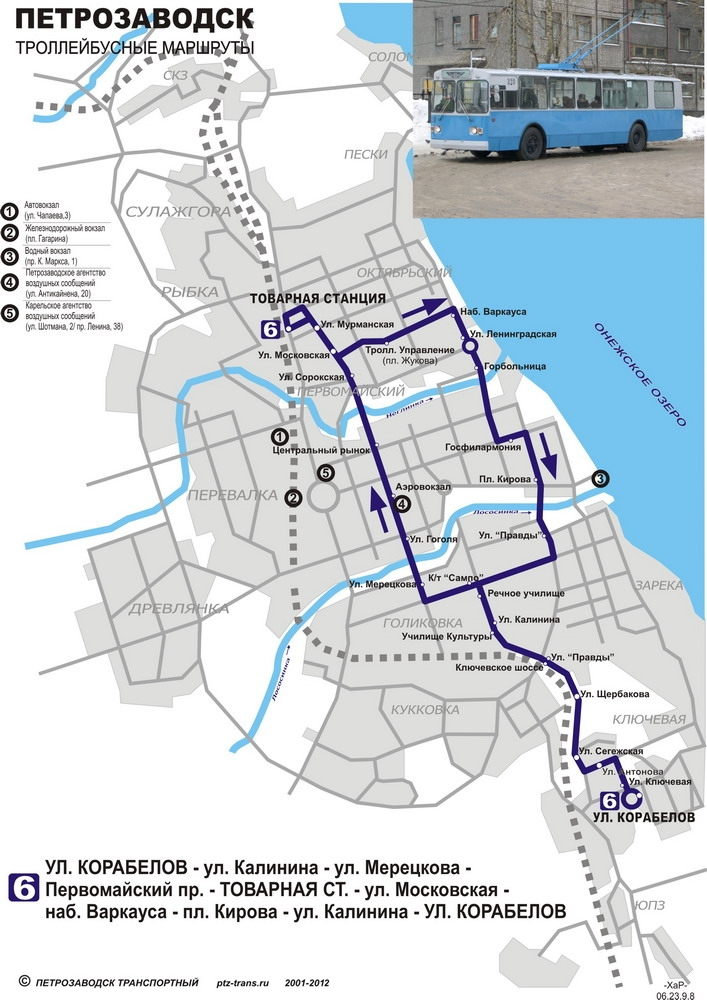 ПЕТРОЗАВОДСК
ТРОЛЛЕЙБУСНЫЕ МАРШРУТЫ
СКЗ
СОЛОМ
ПЕСКИ
1 Автовокзал
(ул. Чапаева,3)
2 Железнодорожный вокзал
(пл. Гагарина)
3 Водный вокзал
(пр. К. Маркса, 1)
4 Петрозаводское агентство
воздушных сообщений
(ул. Антикайнена, 20)
5 Карельское агентство
воздушных сообщений
(ул. Шотмана, 2/ пр. Ленина, 38)
СУЛАЖГОРА
ОКТЯБРЬСКИЙ
РЫБКА
ТОВАРНАЯ СТАНЦИЯ
6
Наб. Варкауса
Ул. Мурманская
Ул. Ленинградская
ОНЕЖСКОЕ ОЗЕРО
Ул. Московская
Тролл. Управление
(пл. Жукова)
Горбольница
Ул. Сорокская
ПЕРВОМАЙСКИЙ
Неглинка
1
Центральный рынок
Госфилармония
5
Пл. Кирова
3
ПЕРЕВАЛКА
2
Аэровокзал
4
Лососинка
Ул. Гоголя
Ул. "Правды"
Ул. Мерецкова
К/т "Сампо"
ЗАРЕКА
Речное училище
ДРЕВЛЯНКА
ГОЛИКОВКА
Ул. Калинина
Училище Культуры
Ул. "Правды"
Ключевское шоссе
Лососинка
Ул. Щербакова
КУККОВКА
КЛЮЧЕВАЯ
Ул. Сегежская
Ул. Антонова
Ул. Ключевая
6
УЛ. КОРАБЕЛОВ
6
УЛ. КОРАБЕЛОВ - ул. Калинина - ул. Мерецкова -
Первомайский пр. - ТОВАРНАЯ СТ. - ул. Московская -
наб. Варкауса - пл. Кирова - ул. Калинина - УЛ. КОРАБЕЛОВ
ЮПЗ
© ПЕТРОЗАВОДСК ТРАНСПОРТНЫЙ ptz-trans.ru 2001-2012
-ХаР-
06.23.9.8